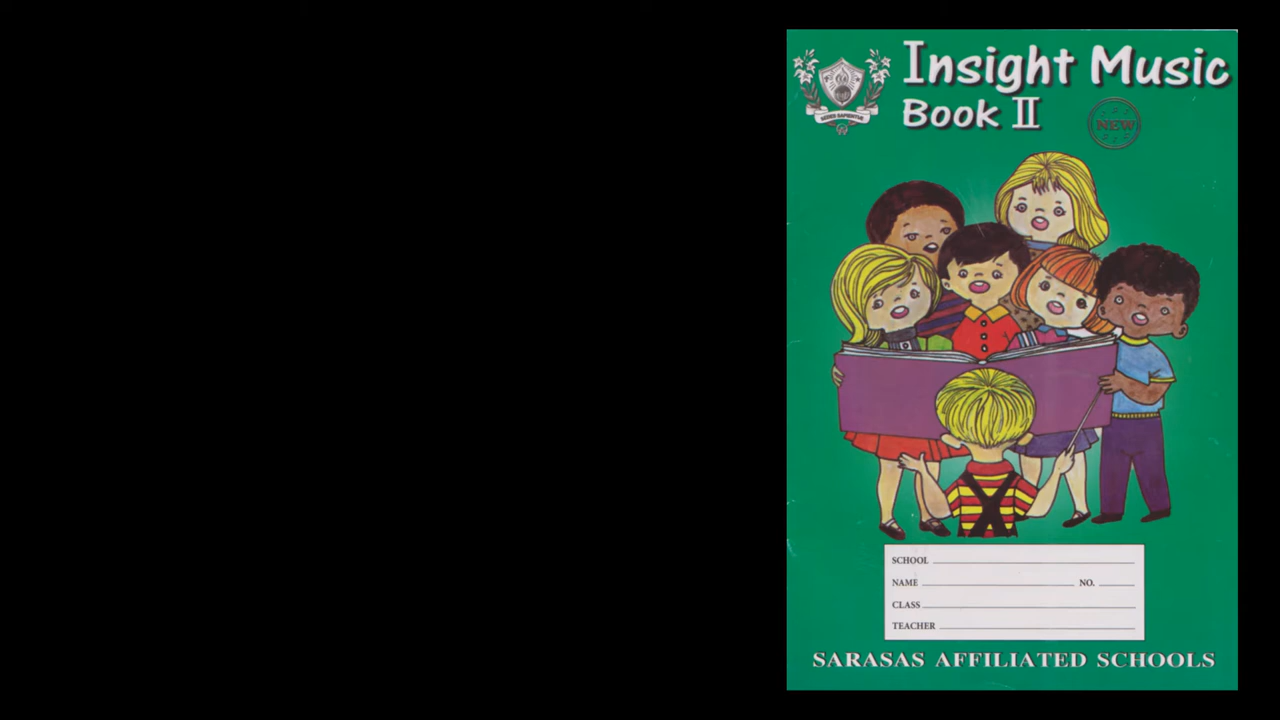 Insight Music
Book II
NEW
SCHOOL
NAME NO.
CLASS
TEACHER
SARASAS AFFILIATED SCHOOLS